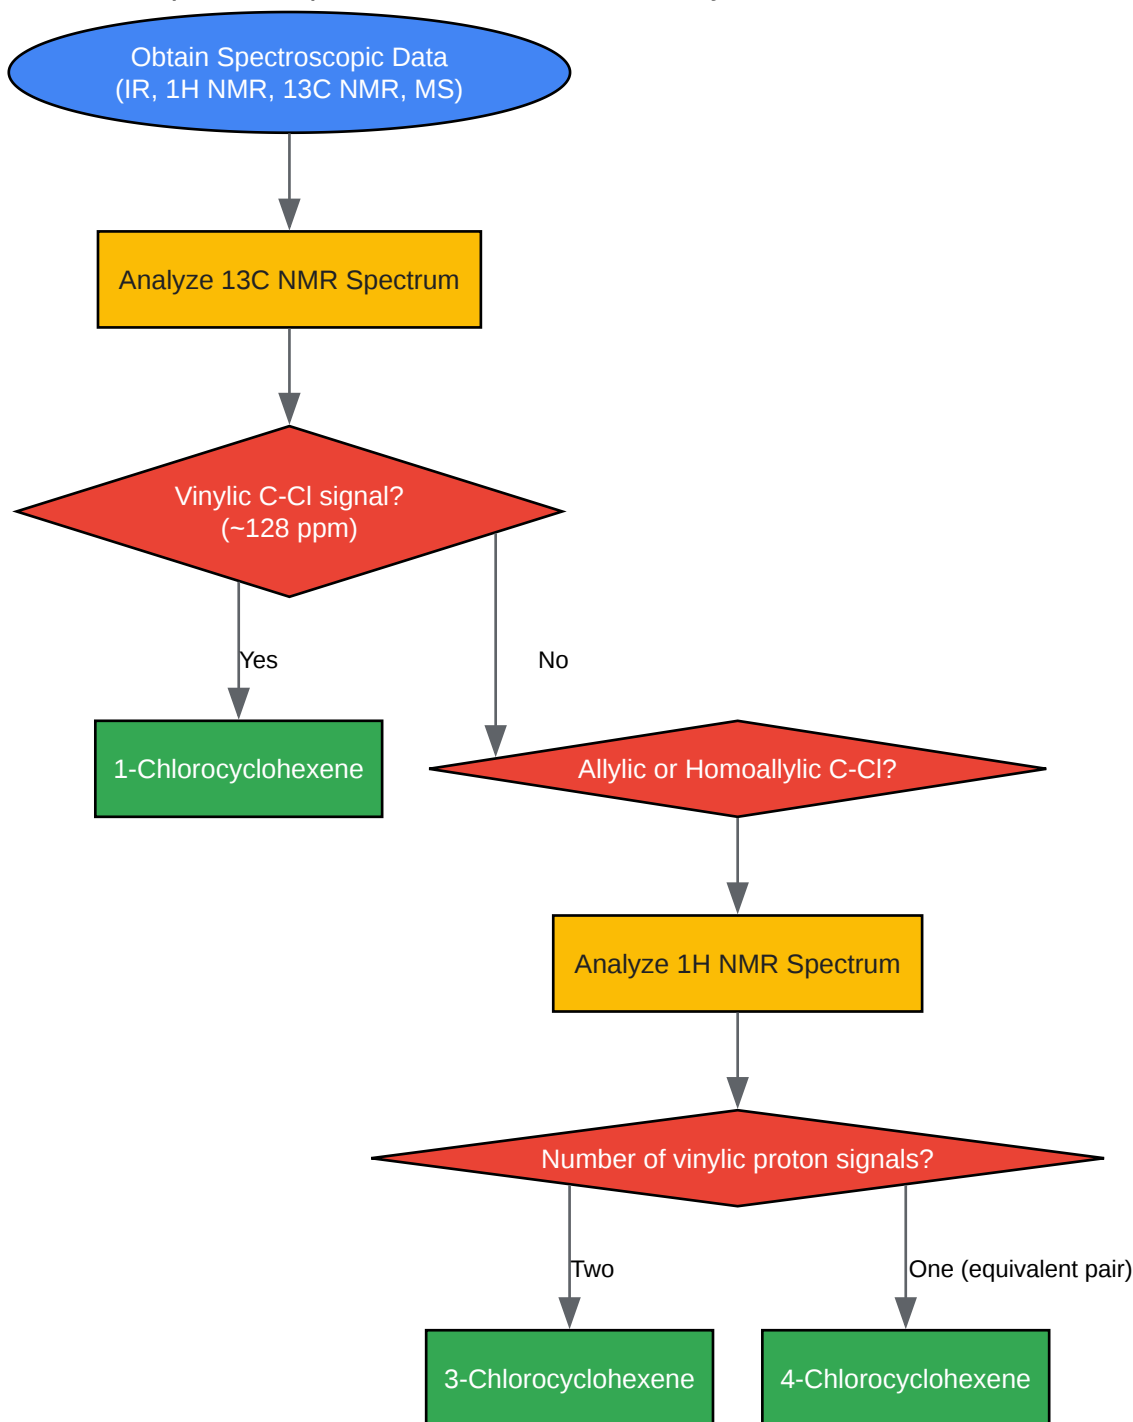 Obtain Spectroscopic Data
(IR, 1H NMR, 13C NMR, MS)
Analyze 13C NMR Spectrum
Vinylic C-Cl signal?
(~128 ppm)
Yes
No
1-Chlorocyclohexene
Allylic or Homoallylic C-Cl?
Analyze 1H NMR Spectrum
Number of vinylic proton signals?
Two
One (equivalent pair)
3-Chlorocyclohexene
4-Chlorocyclohexene